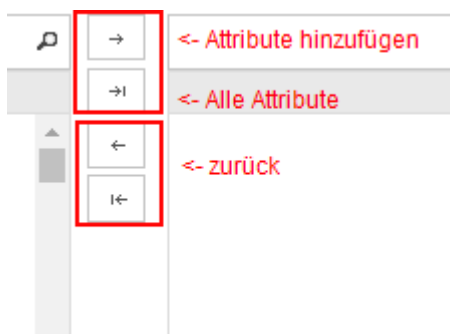 <- Attribute hinzufügen
<- Alle Attribute
<- zurück